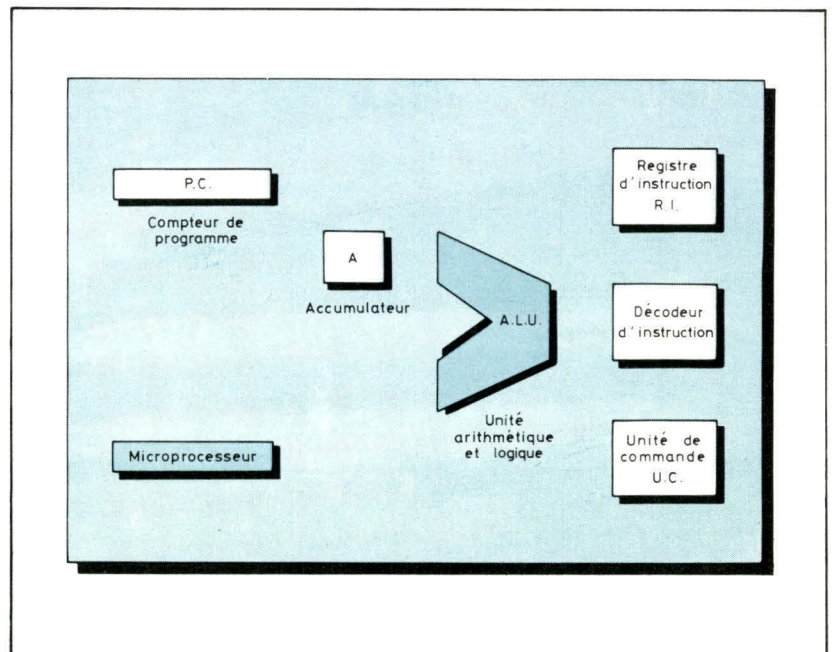 P.C.
Compteur de
programme
A
Accumulateur
A.L.U.
Unité
arithmétique
et logique
Microprocesseur
Registre
d'instruction
R.I.
Décodeur
d'instruction
Unité de
commande
U.C.